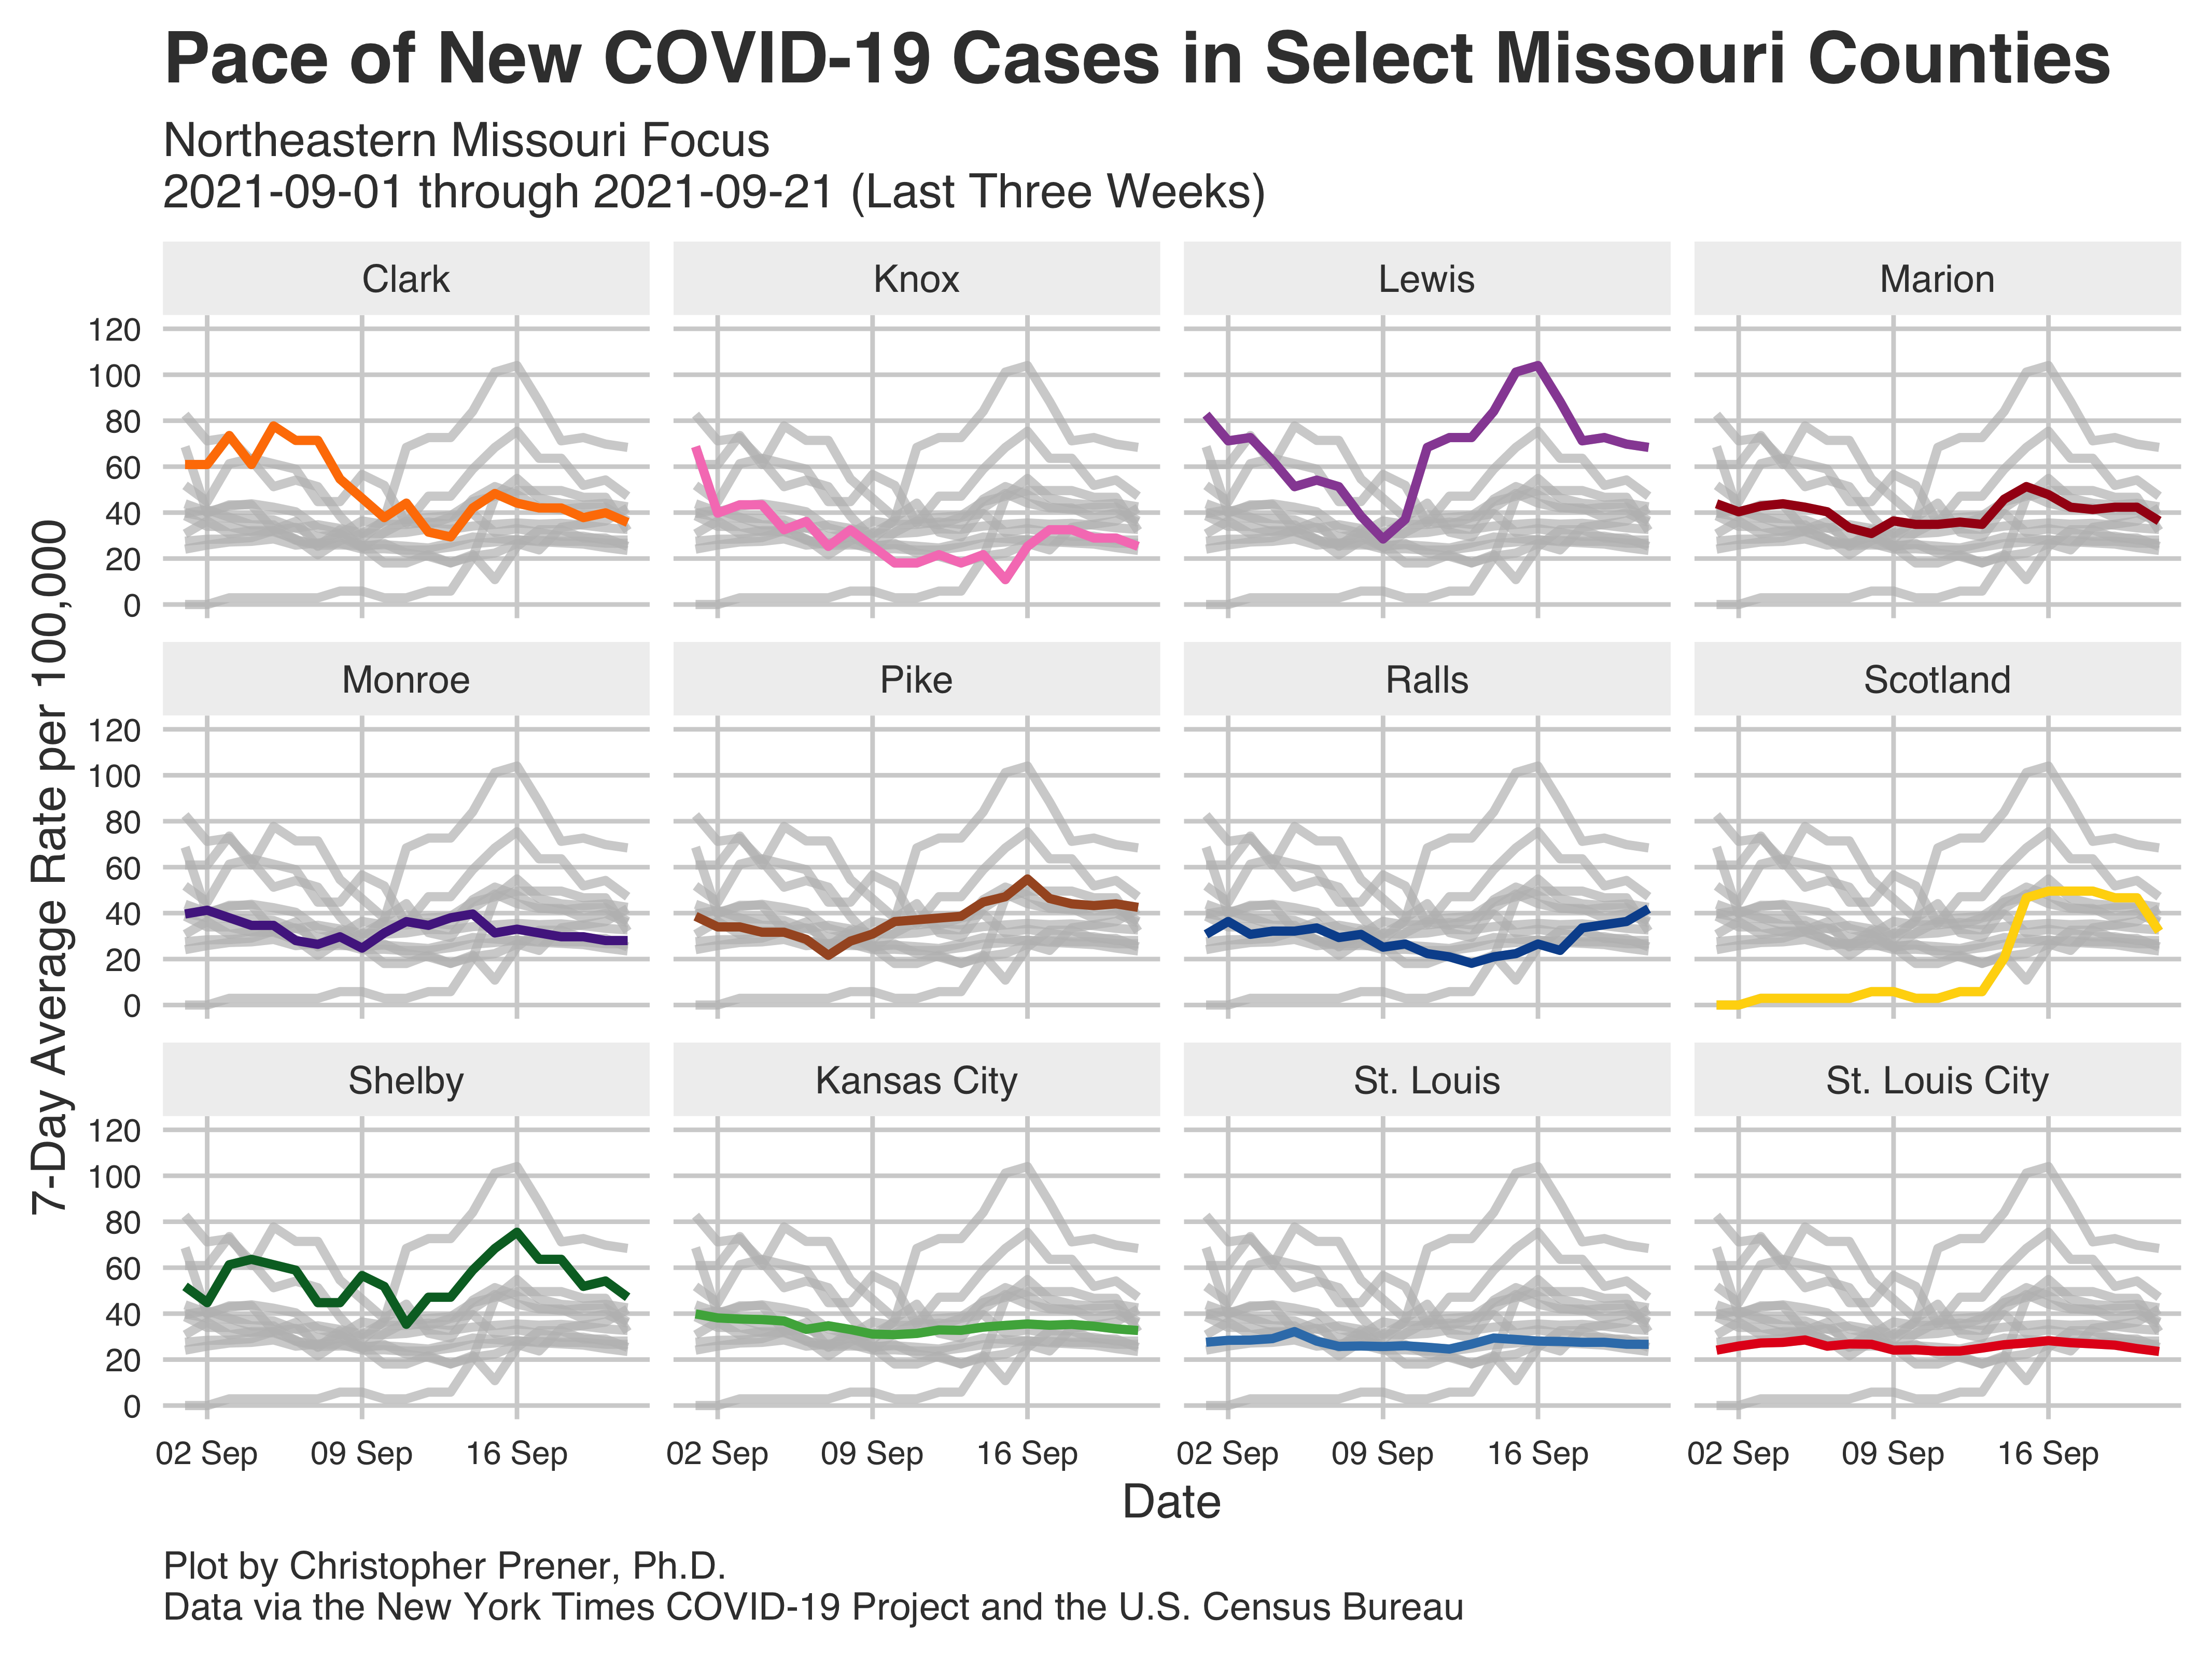 Pace of New COVID-19 Cases in Select Missouri Counties
Northeastern Missouri Focus
2021-09-01 through 2021-09-21 (Last Three Weeks)
7-Day Average Rate per 100,000
Clark Knox Lewis Marion
120
100
80
60
40
20
0
Monroe Pike Ralls Scotland
120
100
80
60
40
20
0
Shelby Kansas City St. Louis St. Louis City
120
100
80
60
40
20
0
02 Sep 09 Sep 16 Sep 02 Sep 09 Sep 16 Sep 02 Sep 09 Sep 16 Sep 02 Sep 09 Sep 16 Sep
Date
Plot by Christopher Prener, Ph.D.
Data via the New York Times COVID-19 Project and the U.S. Census Bureau